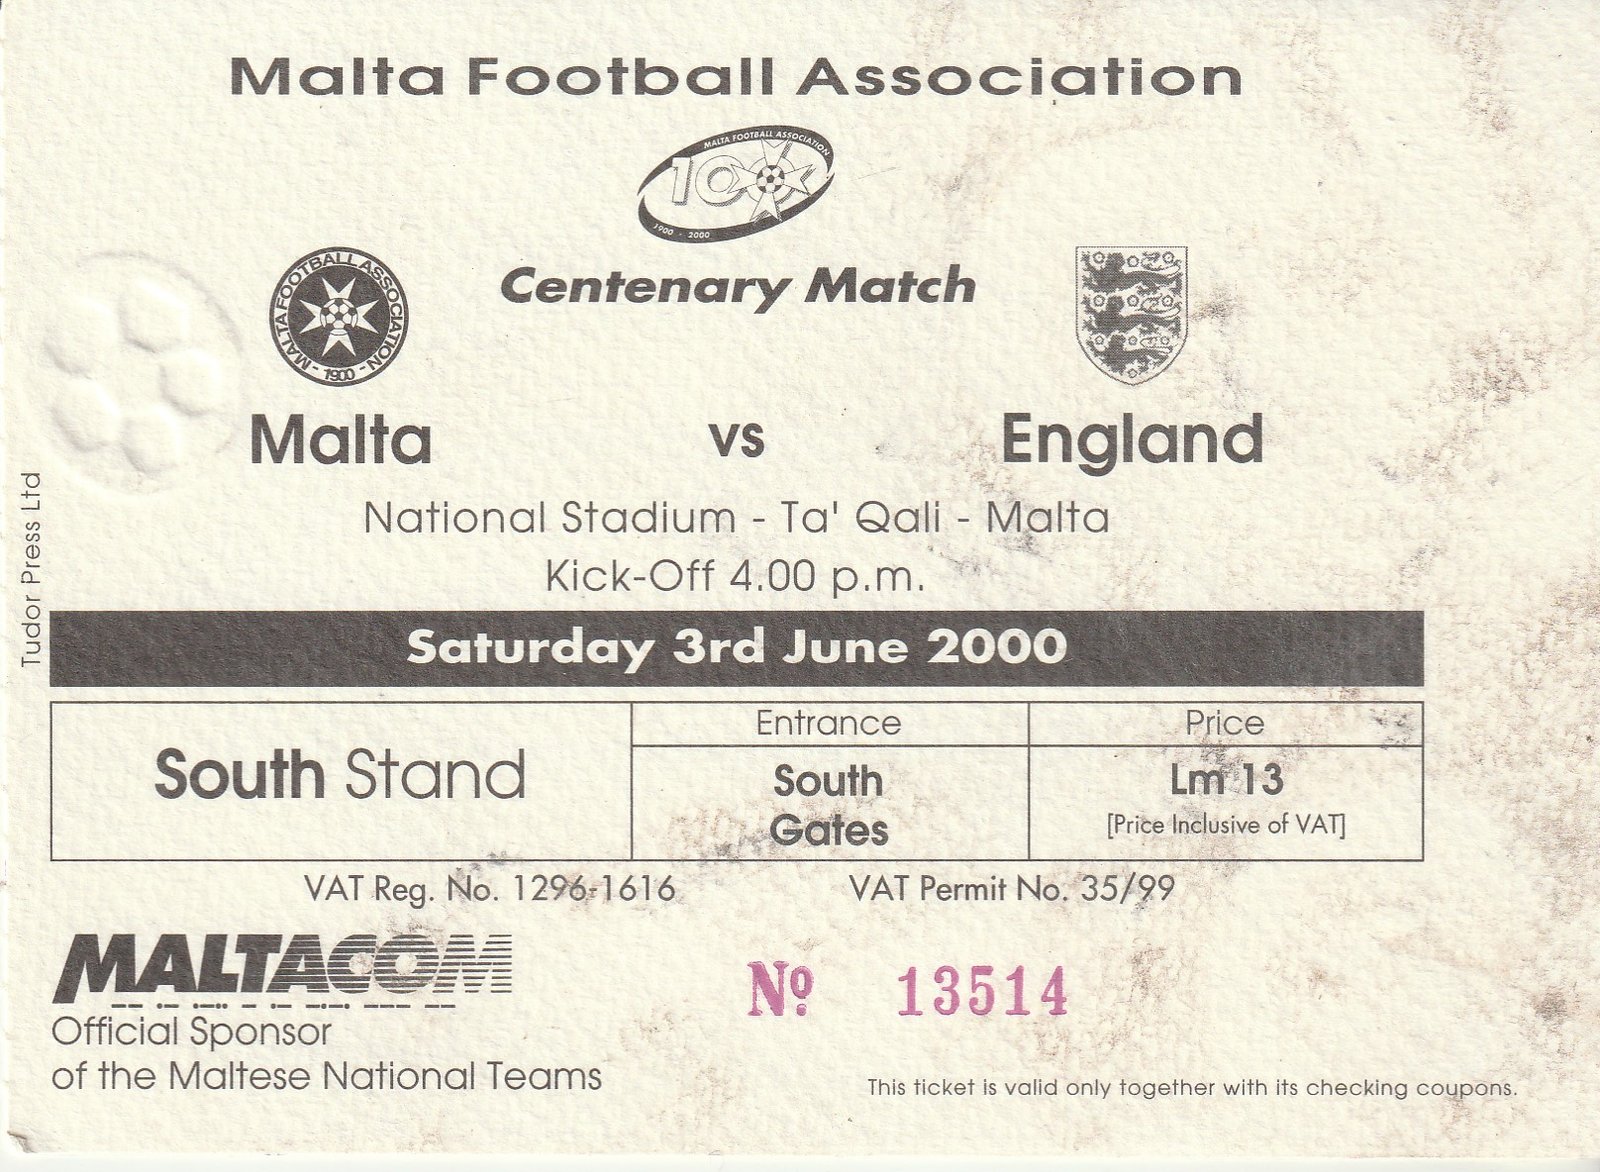 Malta Football Association
MALTA FOOTBALL ASSOCIATION
100
1900 - 2000
Centenary Match
MALTA FOOTBALL ASSOCIATION
- 1900 -
Malta vs England
National Stadium - Ta' Qali - Malta
Kick-Off 4.00 p.m.
Tudor Press Ltd
Saturday 3rd June 2000
South Stand
Entrance
South
Gates
Price
Lm 13
[Price Inclusive of VAT]
VAT Reg. No. 1296-1616 VAT Permit No. 35/99
MALTACOM
Official Sponsor
of the Maltese National Teams
Nº 13514
This ticket is valid only together with its checking coupons.